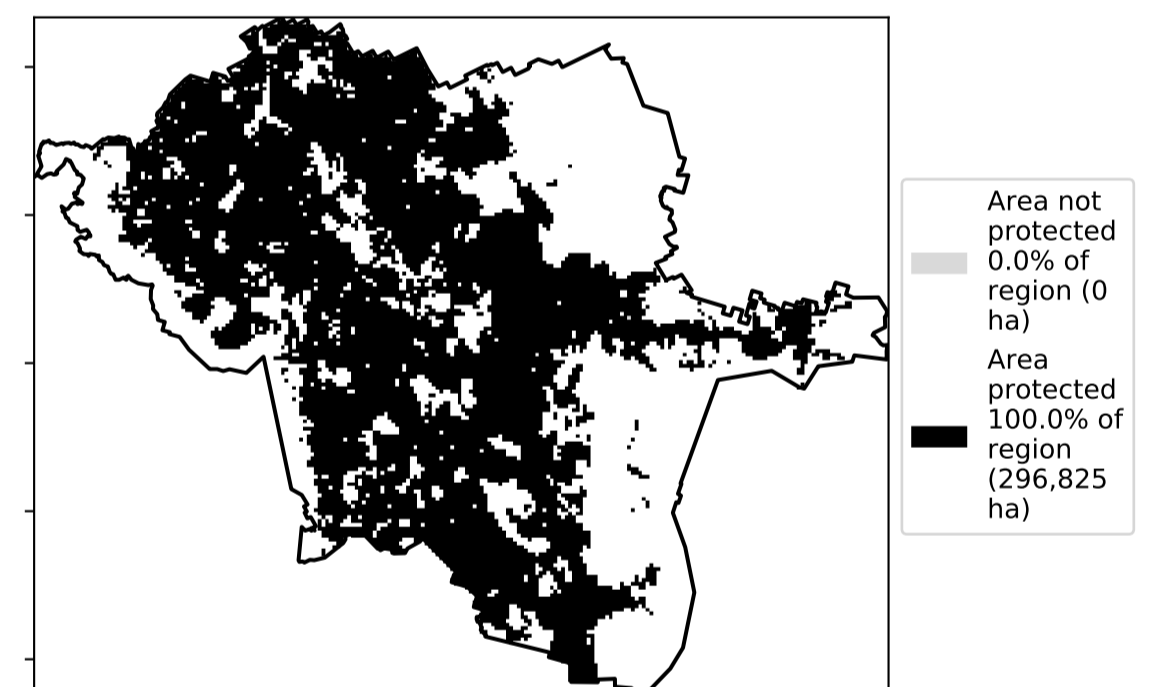 Area not
protected
0.0% of
region (0
ha)
Area
protected
100.0% of
region
(296,825
ha)